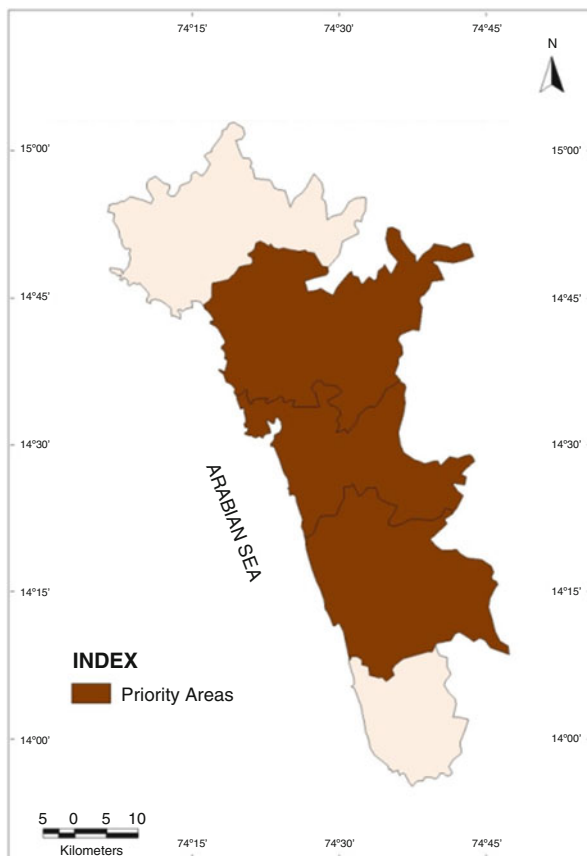 74°15' 74°30' 74°45'
N
15°00' 15°00'
14°45' 14°45'
14°30' 14°30'
ARABIAN SEA
14°15' 14°15'
INDEX
Priority Areas
14°00' 14°00'
5 0 5 10
Kilometers
74°15' 74°30' 74°45'